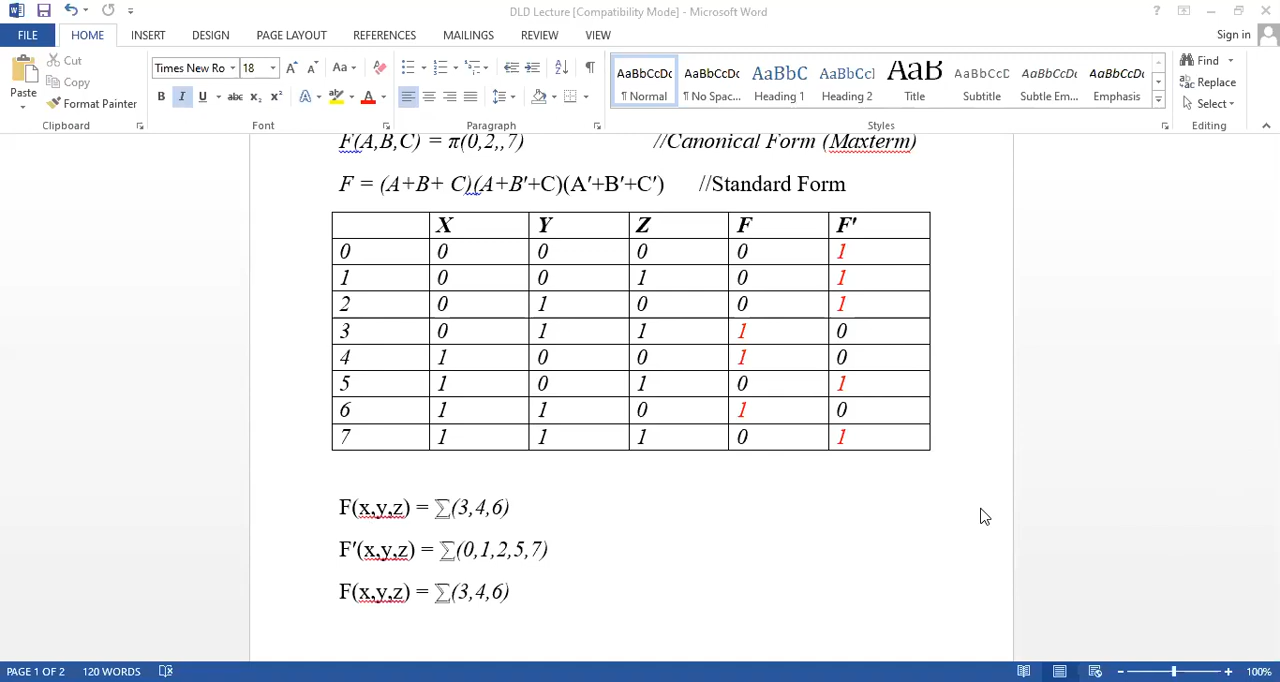 DLD Lecture [Compatibility Mode] - Microsoft Word
FILE HOME INSERT DESIGN PAGE LAYOUT REFERENCES MAILINGS REVIEW VIEW Sign in
Paste Cut Copy Format Painter
Clipboard
Times New Ro 18 Aa
B I U abc X₂ X² A A
Font
Paragraph
AaBbCcDc AaBbCcDc AaBbC AaBbCcl AaB AaBbCcD AaBbCcDc AaBbCcDc
¶ Normal ¶ No Spac... Heading 1 Heading 2 Title Subtitle Subtle Em... Emphasis
Styles
Find Replace Select
Editing
F(A,B,C) = π(0,2,,7) //Canonical Form (Maxterm)
F = (A+B+ C)(A+B'+C)(A'+B'+C') //Standard Form
X Y Z F F'
0 0 0 0 0 1
1 0 0 1 0 1
2 0 1 0 0 1
3 0 1 1 1 0
4 1 0 0 1 0
5 1 0 1 0 1
6 1 1 0 1 0
7 1 1 1 0 1
F(x,y,z) = ∑(3,4,6)
F'(x,y,z) = ∑(0,1,2,5,7)
F(x,y,z) = ∑(3,4,6)
PAGE 1 OF 2 120 WORDS 100%